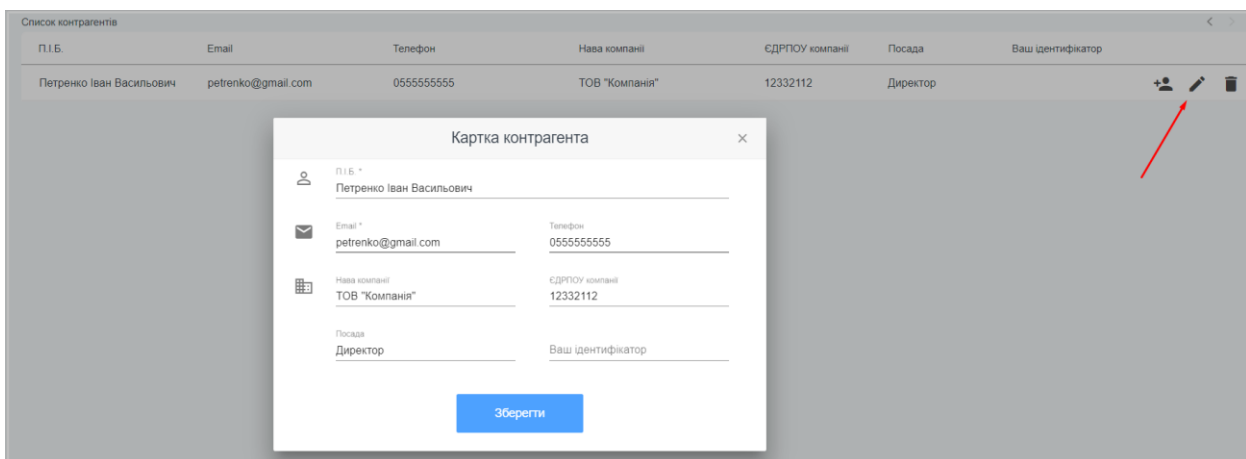 Список контрагентів
П.І.Б. Email Телефон Нава компанії ЄДРПОУ компанії Посада Ваш ідентифікатор
Петренко Іван Васильович petrenko@gmail.com 0555555555 ТОВ "Компанія" 12332112 Директор
Картка контрагента
П.І.Б. *
Петренко Іван Васильович
Email * Телефон
petrenko@gmail.com 0555555555
Нава компанії ЄДРПОУ компанії
ТОВ "Компанія" 12332112
Посада
Директор Ваш ідентифікатор
Зберегти